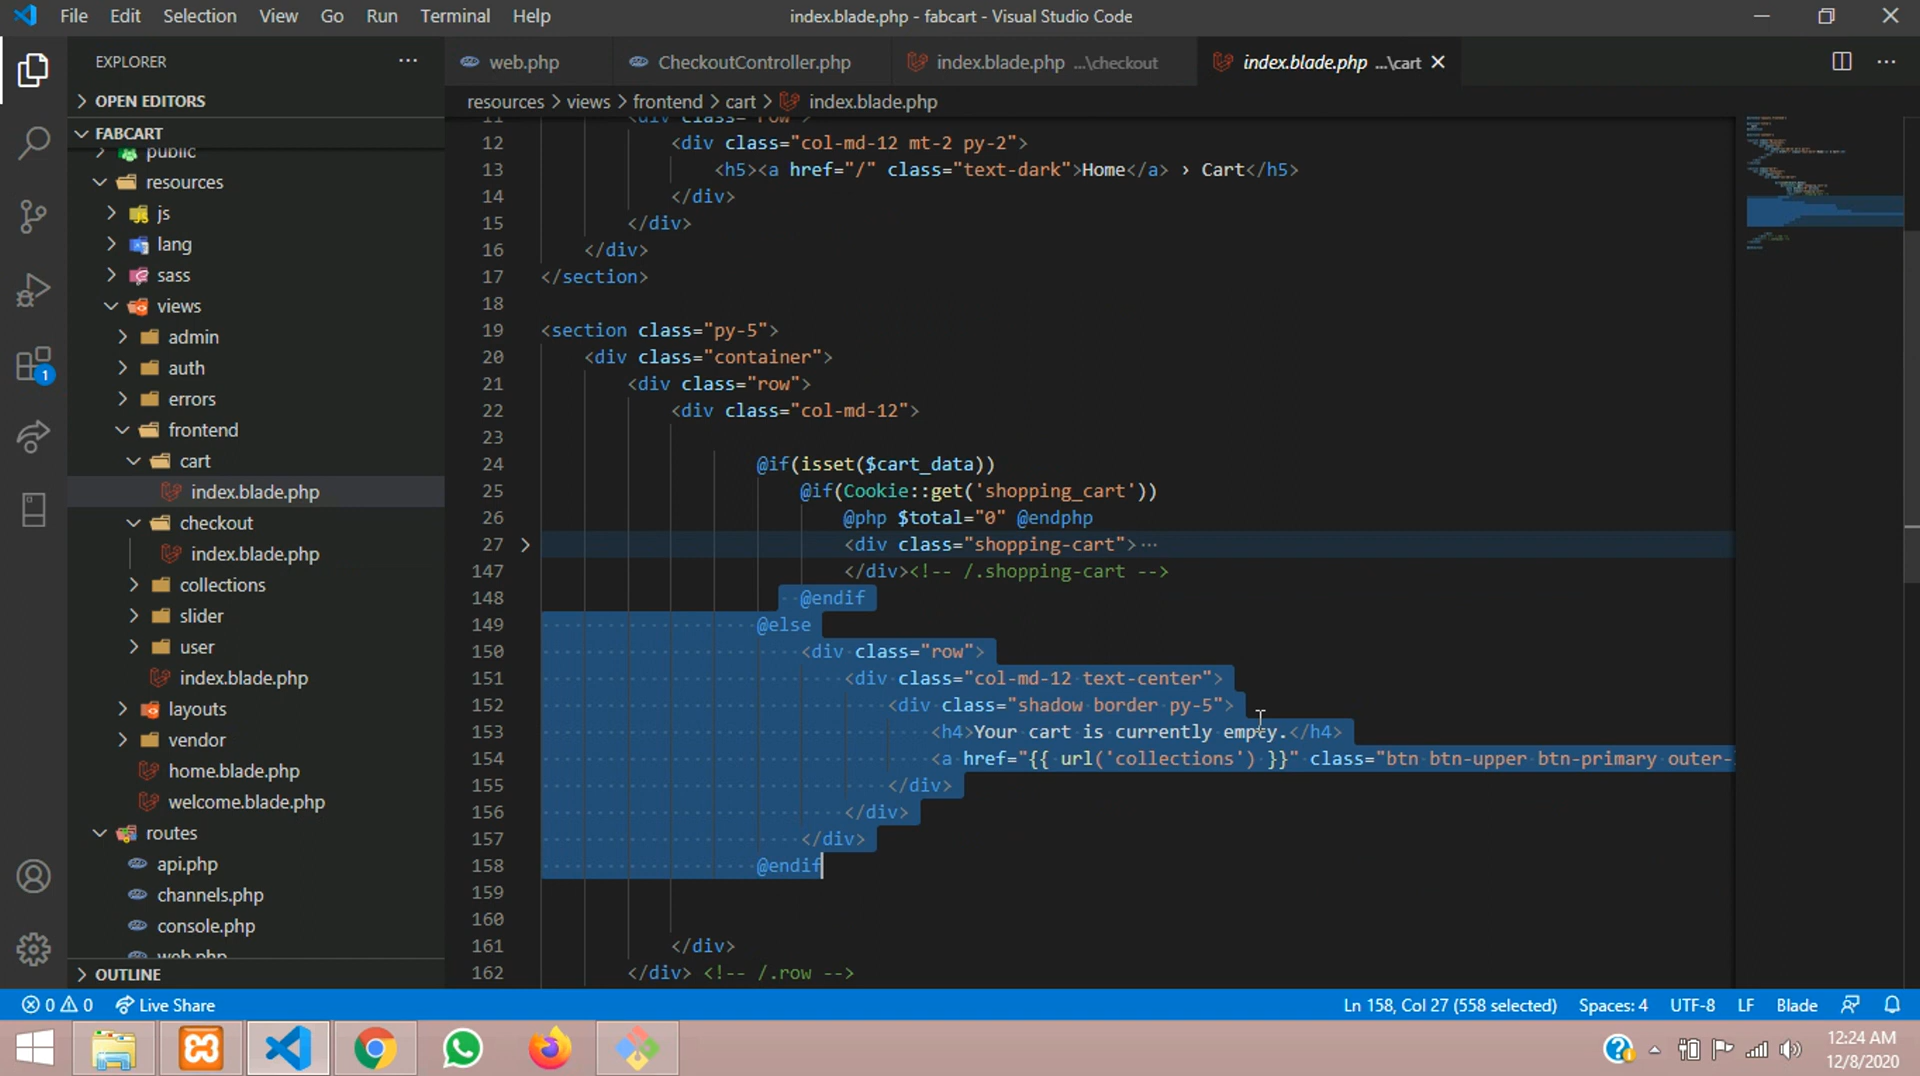 File Edit Selection View Go Run Terminal Help
index.blade.php - fabcart - Visual Studio Code
EXPLORER
web.php
CheckoutController.php
index.blade.php ...\checkout
index.blade.php ...\cart
OPEN EDITORS
resources > views > frontend > cart > index.blade.php
FABCART
public
resources
js
lang
sass
views
admin
auth
errors
frontend
cart
index.blade.php
checkout
index.blade.php
collections
slider
user
index.blade.php
layouts
vendor
home.blade.php
welcome.blade.php
routes
api.php
channels.php
console.php
web.php
OUTLINE
11 <div class="row">
12 <div class="col-md-12 mt-2 py-2">
13 <h5><a href="/" class="text-dark">Home</a> › Cart</h5>
14 </div>
15 </div>
16 </div>
17 </section>
18
19 <section class="py-5">
20 <div class="container">
21 <div class="row">
22 <div class="col-md-12">
23
24 @if(isset($cart_data))
25 @if(Cookie::get('shopping_cart'))
26 @php $total="0" @endphp
27 <div class="shopping-cart"> ...
147 </div><!-- /.shopping-cart -->
148 @endif
149 @else
150 <div class="row">
151 <div class="col-md-12 text-center">
152 <div class="shadow border py-5">
153 <h4>Your cart is currently empty.</h4>
154 <a href="{{ url('collections') }}" class="btn btn-upper btn-primary outer-
155 </div>
156 </div>
157 </div>
158 @endif
159
160
161 </div>
162 </div> <!-- /.row -->
1
0 0 Live Share
Ln 158, Col 27 (558 selected) Spaces: 4 UTF-8 LF Blade
12:24 AM
12/8/2020